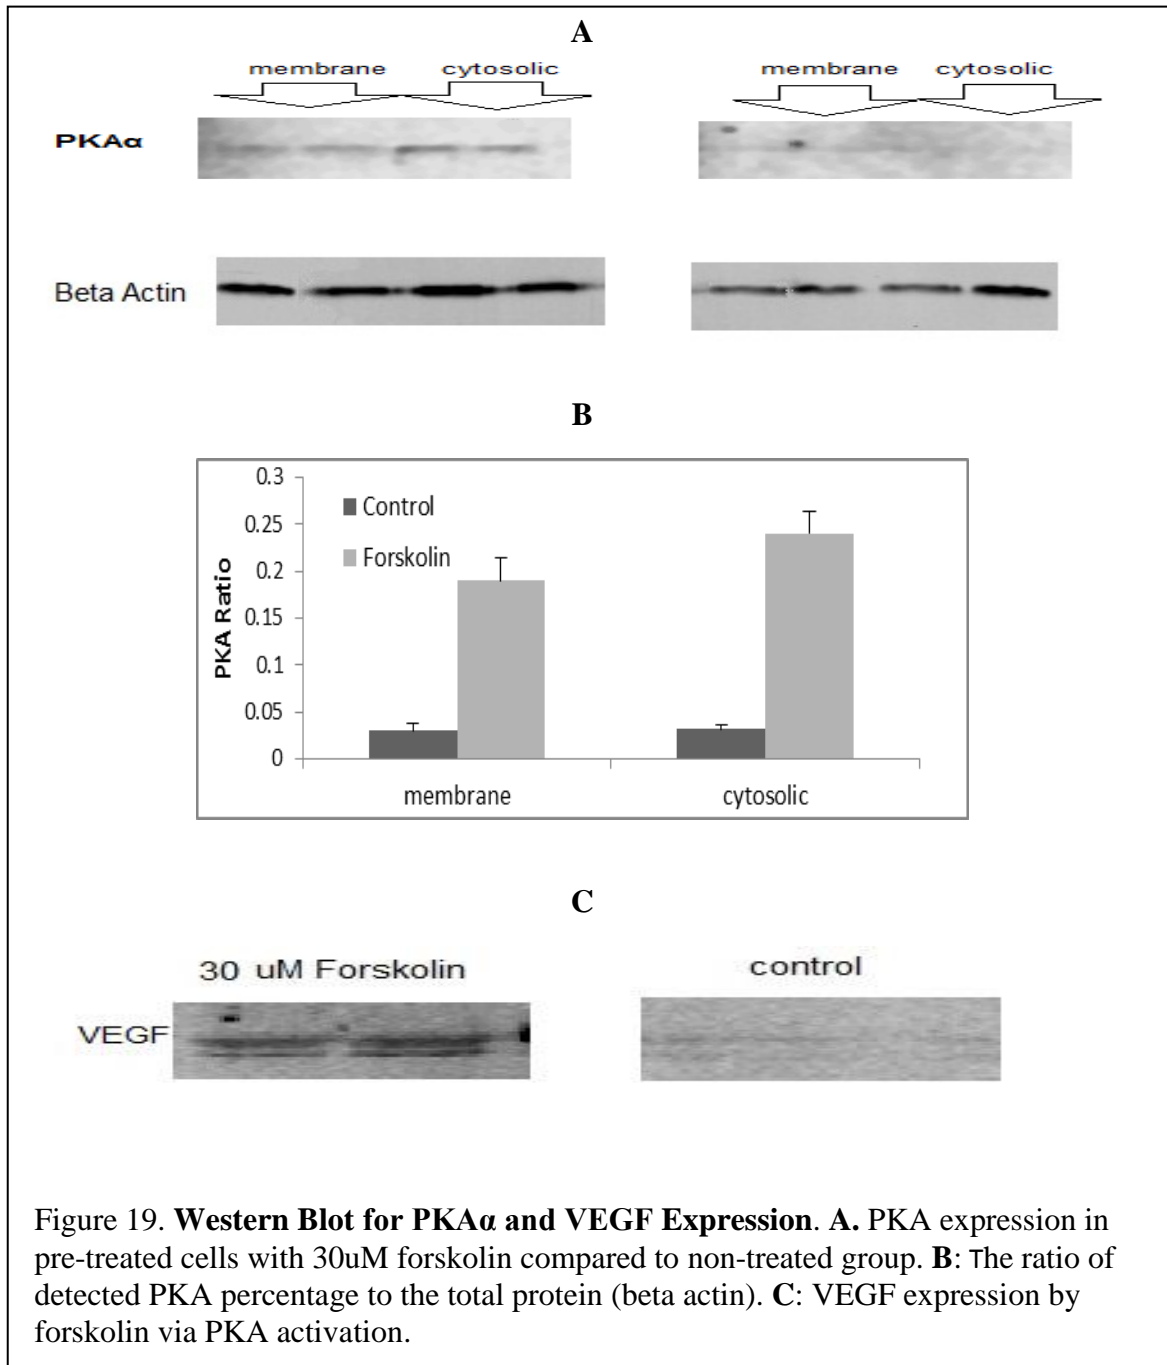 A
membrane cytosolic membrane cytosolic
PKAα
Beta Actin
B
0.3
0.25
0.2
0.15
0.1
0.05
0
PKA Ratio
Control
Forskolin
membrane cytosolic
C
30 uM Forskolin control
VEGF
Figure 19. Western Blot for PKAα and VEGF Expression. A. PKA expression in
pre-treated cells with 30uM forskolin compared to non-treated group. B: The ratio of
detected PKA percentage to the total protein (beta actin). C: VEGF expression by
forskolin via PKA activation.